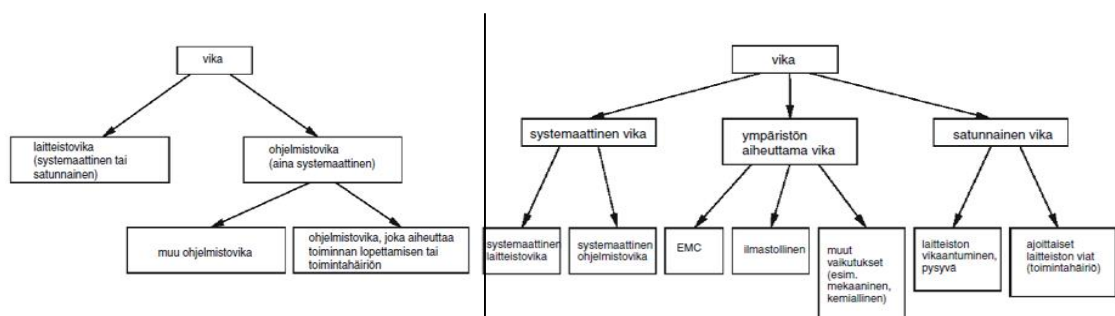 vika
laitteistovika
(systemaattinen tai
satunnainen)
ohjelmistovika
(aina systemaattinen)
muu ohjelmistovika
ohjelmistovika, joka aiheuttaa
toiminnan lopettamisen tai
toimintahäiriön
vika
systemaattinen vika
ympäristön
aiheuttama vika
satunnainen vika
systemaattinen
laitteistovika
systemaattinen
ohjelmistovika
EMC
ilmastollinen
muut
vaikutukset
(esim.
mekaaninen,
kemiallinen)
laitteiston
vikaantuminen,
pysyvä
ajoittaiset
laitteiston viat
(toimintahäiriö)